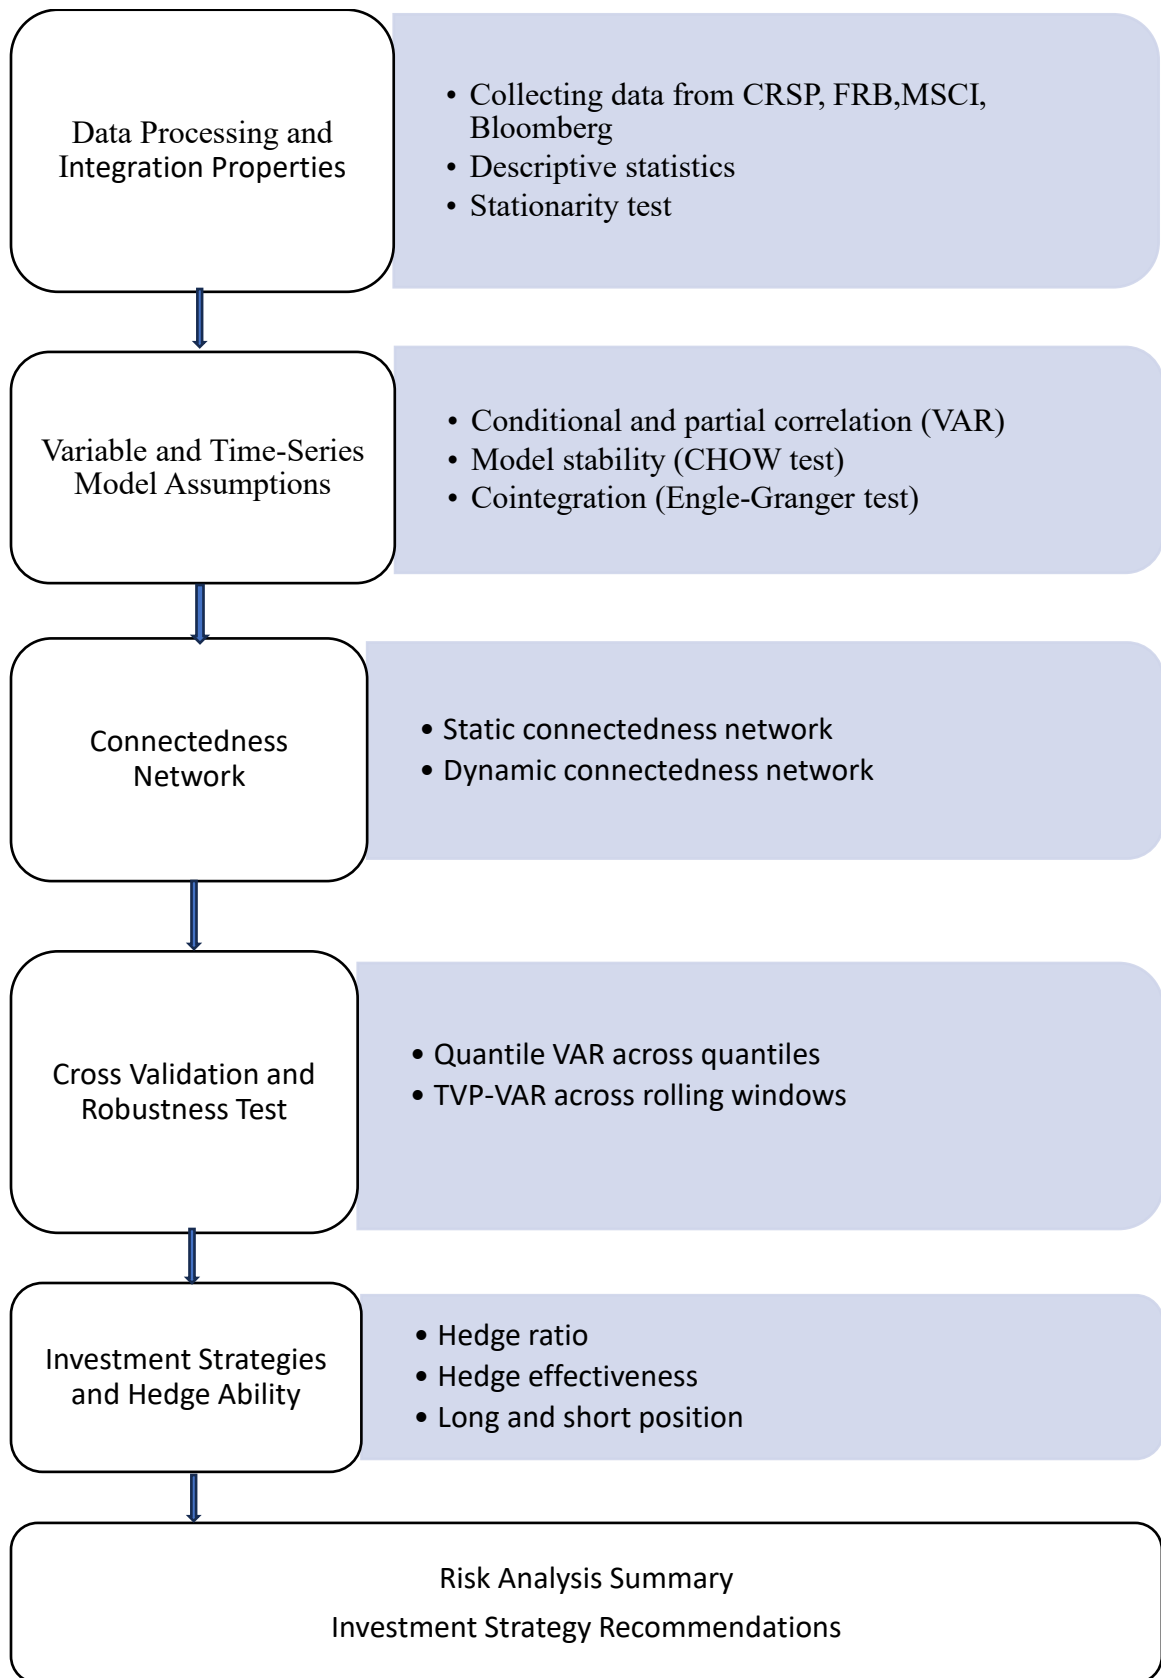 Data Processing and
Integration Properties
• Collecting data from CRSP, FRB,MSCI,
Bloomberg
• Descriptive statistics
• Stationarity test
Variable and Time-Series
Model Assumptions
• Conditional and partial correlation (VAR)
• Model stability (CHOW test)
• Cointegration (Engle-Granger test)
Connectedness
Network
• Static connectedness network
• Dynamic connectedness network
Cross Validation and
Robustness Test
• Quantile VAR across quantiles
• TVP-VAR across rolling windows
Investment Strategies
and Hedge Ability
• Hedge ratio
• Hedge effectiveness
• Long and short position
Risk Analysis Summary
Investment Strategy Recommendations